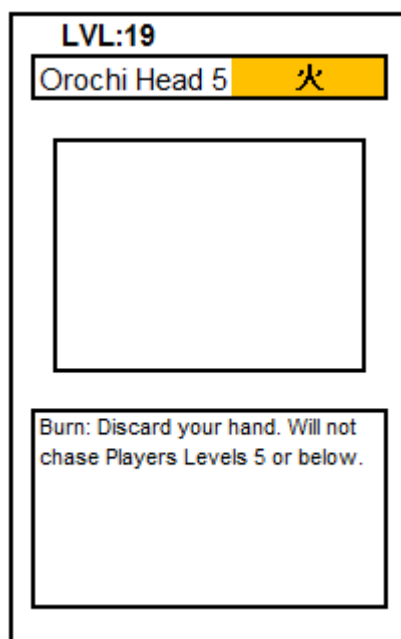 LVL:19
Orochi Head 5 火
Burn: Discard your hand. Will not
chase Players Levels 5 or below.